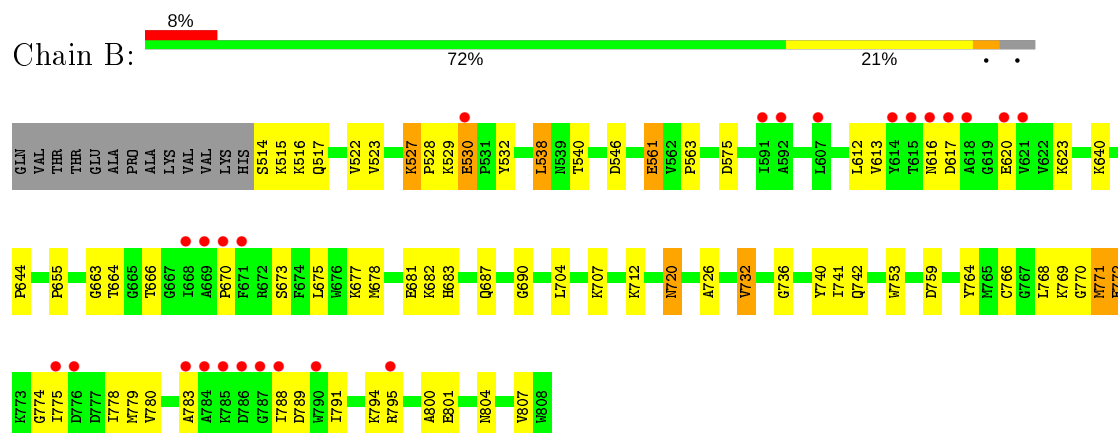 8%
Chain B:
72% 21% • •
GLN VAL THR THR GLU ALA PRO ALA LYS VAL VAL LYS HIS S514 K515 K516 Q517 V522 V523 K527 P528 K529 E530 P531 Y532 L538 N539 T540 D546 E561 V562 P563 D575 I591 A592 L607 L612 V613 Y614 T615 N616 D617 A618 G619 E620 V621 V622 K623 K640
P644 P655 G663 T664 G665 T666 G667 I668 A669 P670 F671 R672 S673 F674 L675 W676 K677 M678 E681 K682 H683 Q687 G690 L704 K707 K712 N720 A726 V732 G736 Y740 I741 Q742 W753 D759 Y764 M765 C766 G767 L768 K769 G770 M771 E772
K773 G774 I775 D776 D777 I778 M779 V780 A783 A784 K785 D786 G787 I788 D789 W790 I791 K794 R795 A800 E801 N804 V807 W808